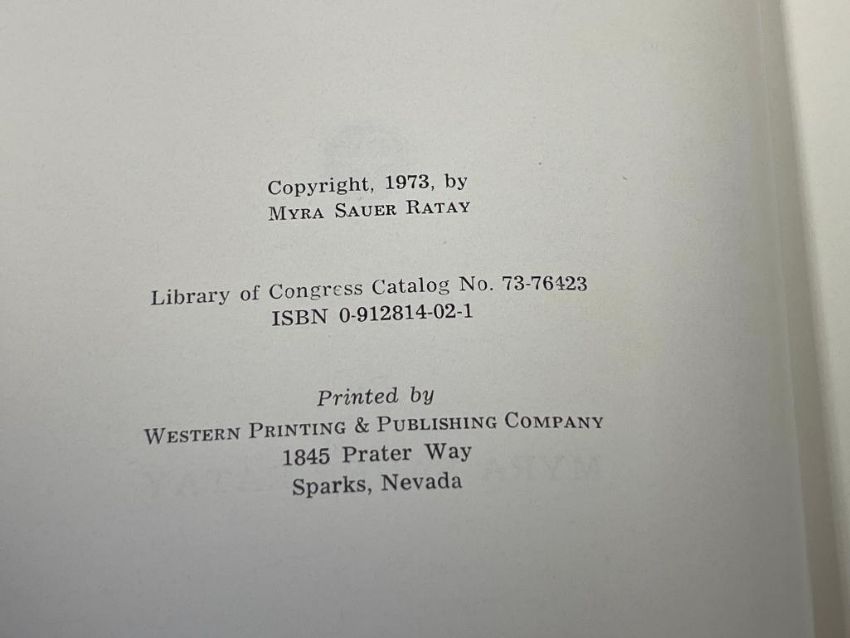 Copyright, 1973, by
MYRA SAUER RATAY
Library of Congress Catalog No. 73-76423
ISBN 0-912814-02-1
Printed by
WESTERN PRINTING & PUBLISHING COMPANY
1845 Prater Way
Sparks, Nevada